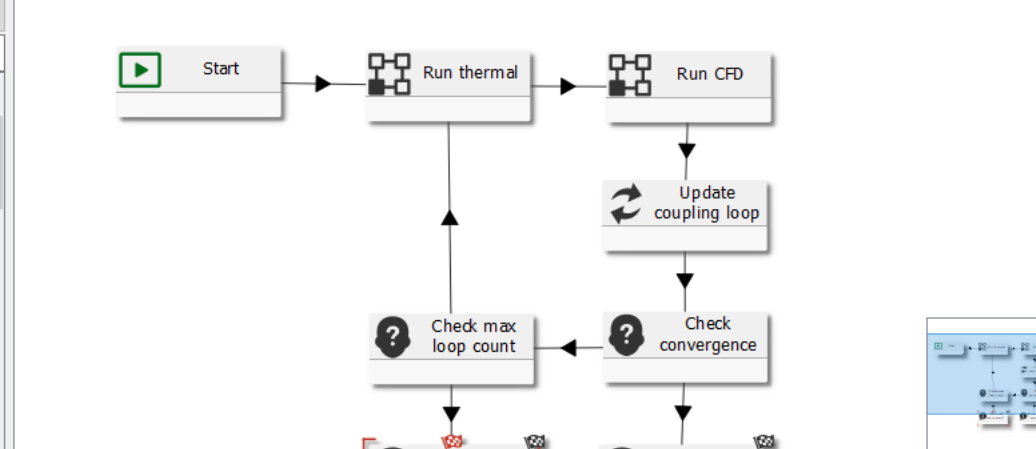 Start
Run thermal
Run CFD
Update
coupling loop
Check max
loop count
Check
convergence